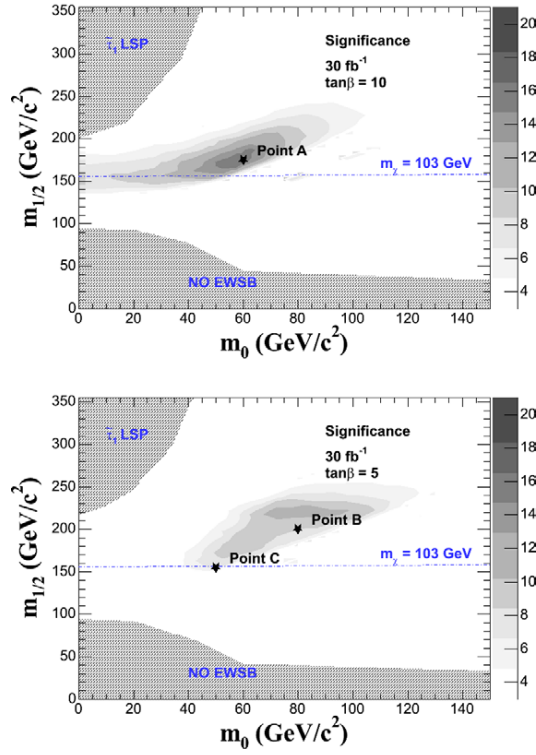 350
300
250
200
150
100
50
0
m1/2 (GeV/c²)
τ̃₁ LSP
Significance
30 fb⁻¹
tanβ = 10
Point A
mχ = 103 GeV
NO EWSB
0 20 40 60 80 100 120 140
m₀ (GeV/c²)
20
18
16
14
12
10
8
6
4
350
300
250
200
150
100
50
0
m1/2 (GeV/c²)
τ̃₁ LSP
Significance
30 fb⁻¹
tanβ = 5
Point B
Point C
mχ = 103 GeV
NO EWSB
0 20 40 60 80 100 120 140
m₀ (GeV/c²)
20
18
16
14
12
10
8
6
4